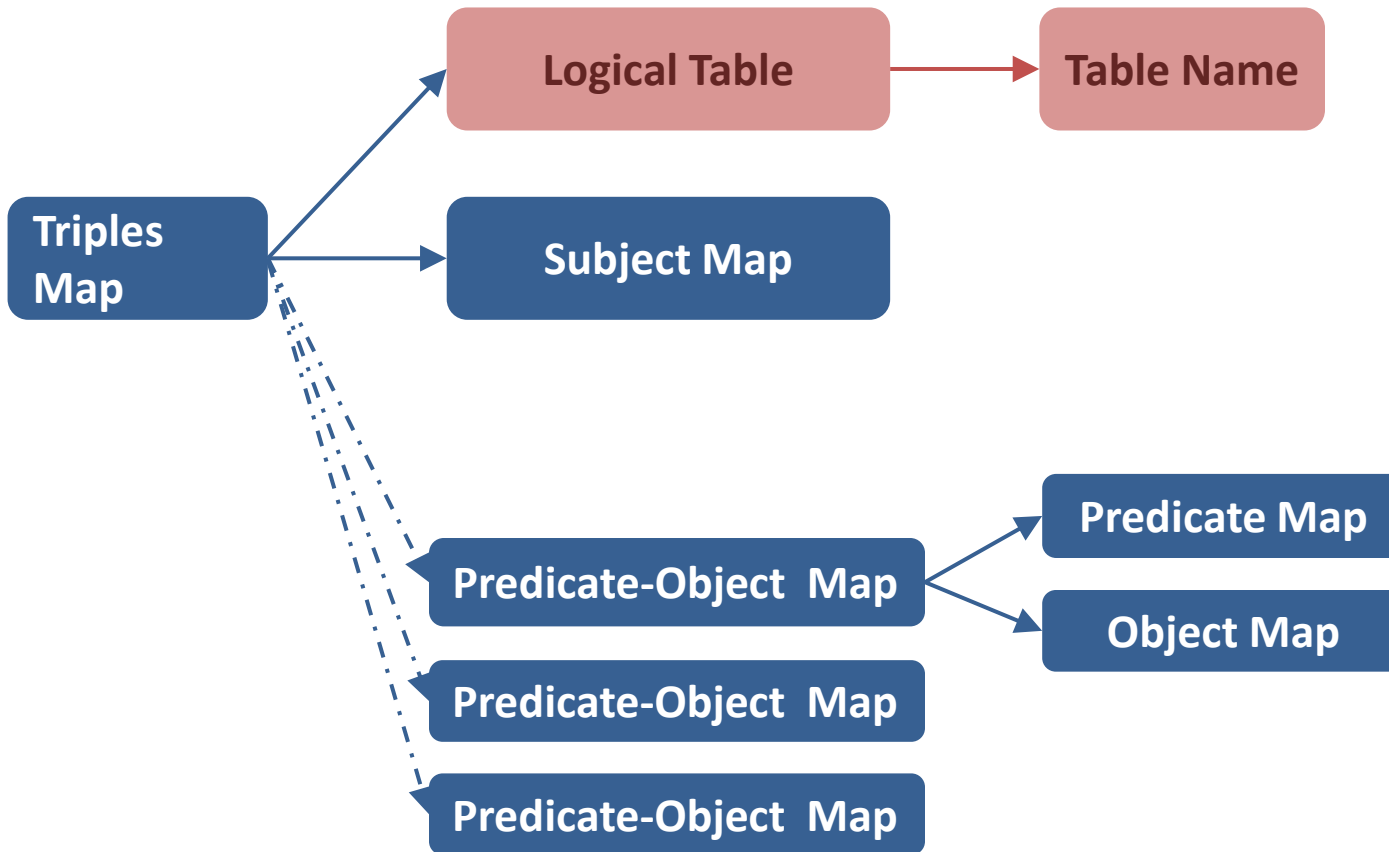 Logical Table
Table Name
Triples
Map
Subject Map
Predicate-Object  Map
Predicate Map
Object Map
Predicate-Object  Map
Predicate-Object  Map